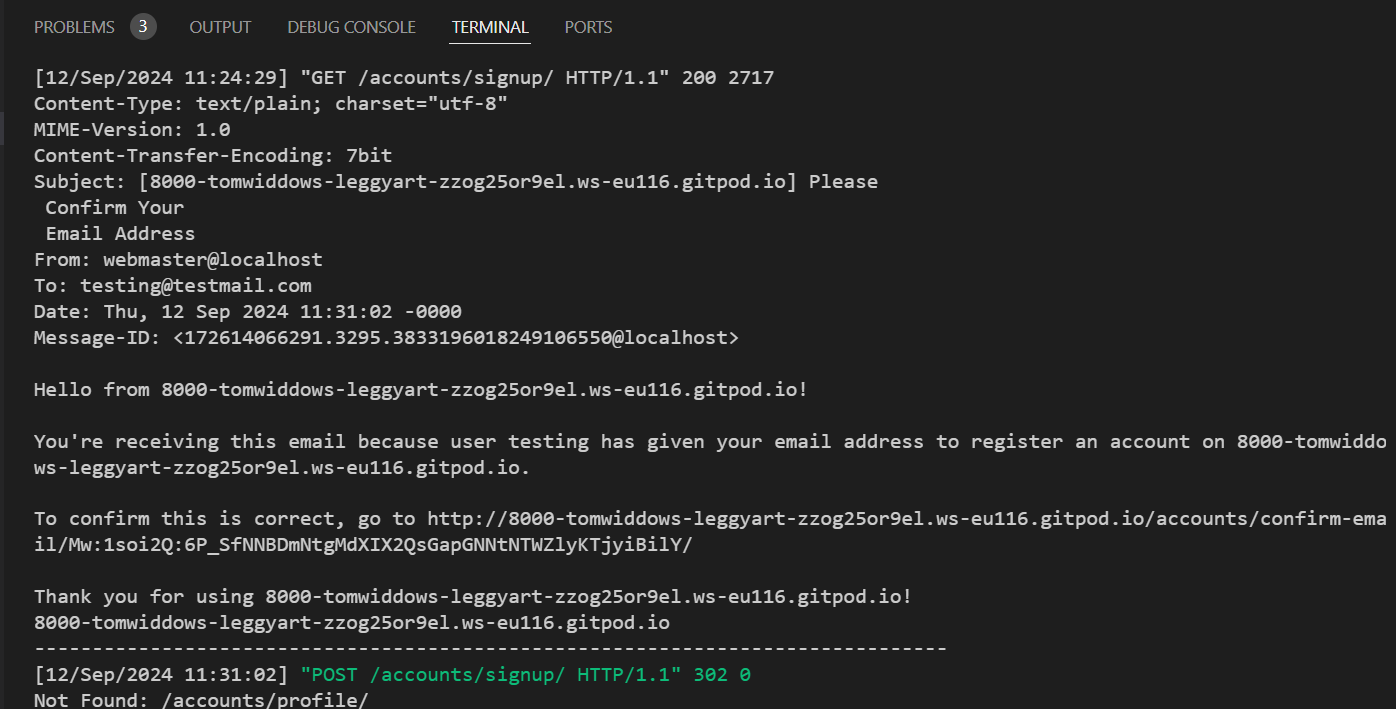 PROBLEMS 3 OUTPUT DEBUG CONSOLE TERMINAL PORTS
[12/Sep/2024 11:24:29] "GET /accounts/signup/ HTTP/1.1" 200 2717
Content-Type: text/plain; charset="utf-8"
MIME-Version: 1.0
Content-Transfer-Encoding: 7bit
Subject: [8000-tomwiddows-leggyart-zzog25or9el.ws-eu116.gitpod.io] Please
 Confirm Your
 Email Address
From: webmaster@localhost
To: testing@testmail.com
Date: Thu, 12 Sep 2024 11:31:02 -0000
Message-ID: <172614066291.3295.3833196018249106550@localhost>

Hello from 8000-tomwiddows-leggyart-zzog25or9el.ws-eu116.gitpod.io!

You're receiving this email because user testing has given your email address to register an account on 8000-tomwiddo
ws-leggyart-zzog25or9el.ws-eu116.gitpod.io.

To confirm this is correct, go to http://8000-tomwiddows-leggyart-zzog25or9el.ws-eu116.gitpod.io/accounts/confirm-ema
il/Mw:1soi2Q:6P_SfNNBDmNtgMdXIX2QsGapGNNtNTWZlyKTjyiBilY/

Thank you for using 8000-tomwiddows-leggyart-zzog25or9el.ws-eu116.gitpod.io!
8000-tomwiddows-leggyart-zzog25or9el.ws-eu116.gitpod.io
-------------------------------------------------------------------------------
[12/Sep/2024 11:31:02] "POST /accounts/signup/ HTTP/1.1" 302 0
Not Found: /accounts/profile/